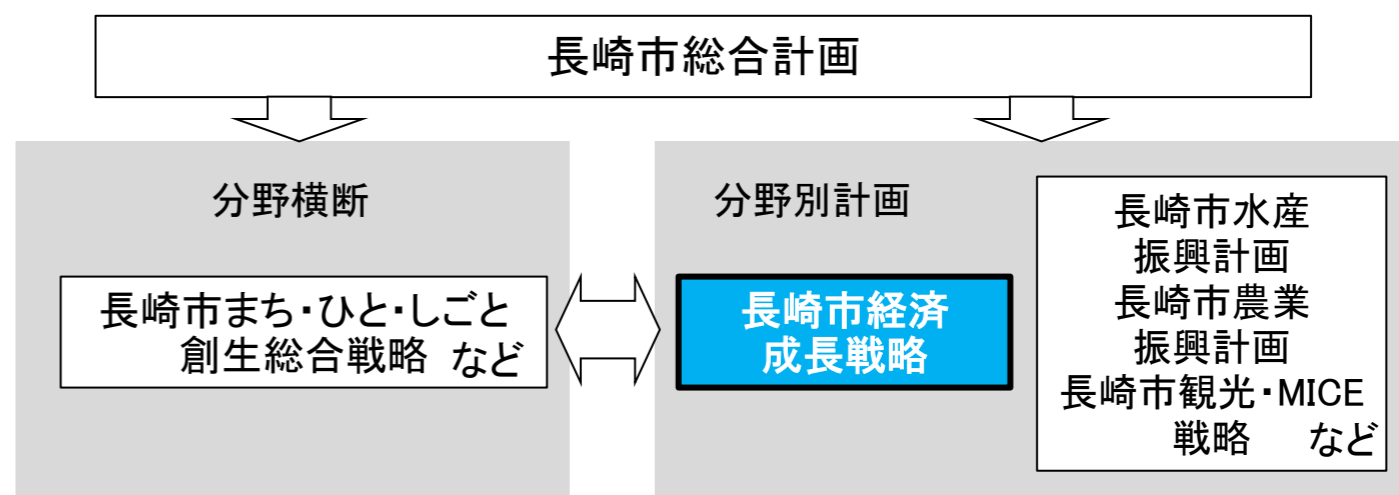 長崎市総合計画
分野横断
長崎市まち・ひと・しごと
創生総合戦略 など
分野別計画
長崎市経済
成長戦略
長崎市水産
振興計画
長崎市農業
振興計画
長崎市観光・MICE
戦略 など